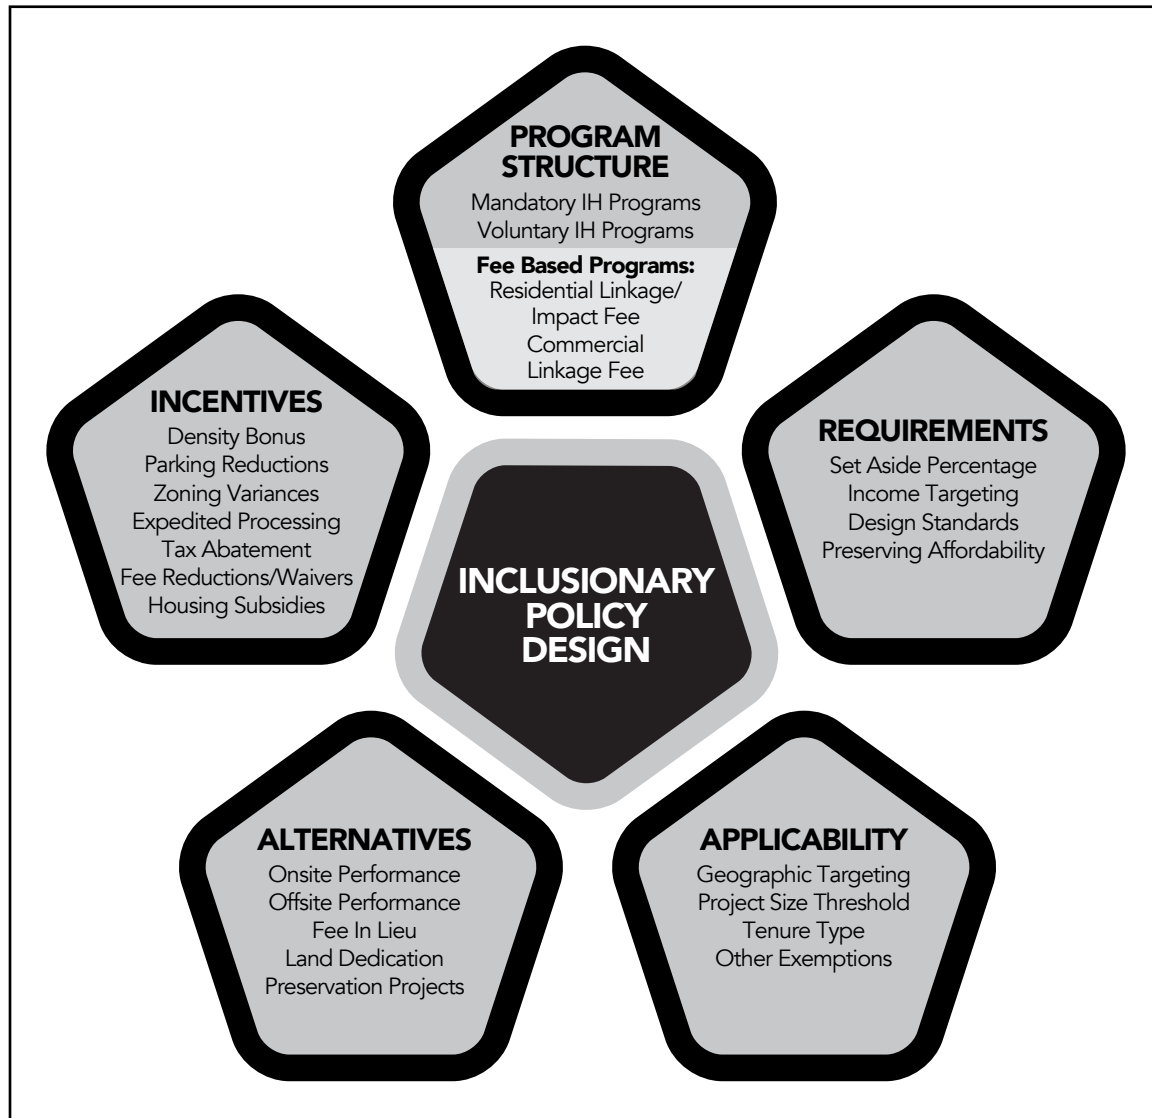 PROGRAM
STRUCTURE
Mandatory IH Programs
Voluntary IH Programs
Fee Based Programs:
Residential Linkage/
Impact Fee
Commercial
Linkage Fee
INCENTIVES
Density Bonus
Parking Reductions
Zoning Variances
Expedited Processing
Tax Abatement
Fee Reductions/Waivers
Housing Subsidies
REQUIREMENTS
Set Aside Percentage
Income Targeting
Design Standards
Preserving Affordability
INCLUSIONARY
POLICY
DESIGN
ALTERNATIVES
Onsite Performance
Offsite Performance
Fee In Lieu
Land Dedication
Preservation Projects
APPLICABILITY
Geographic Targeting
Project Size Threshold
Tenure Type
Other Exemptions